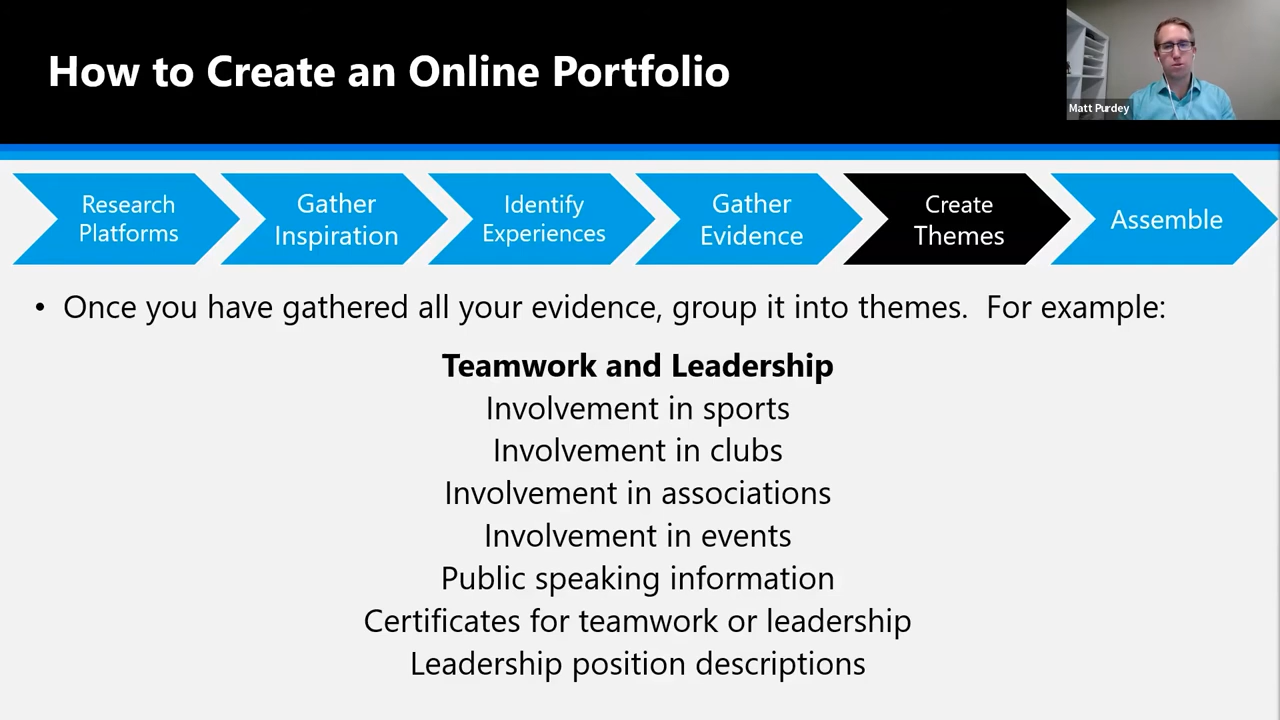 How to Create an Online Portfolio
Matt Purdey
Research
Platforms
Gather
Inspiration
Identify
Experiences
Gather
Evidence
Create
Themes
Assemble
• Once you have gathered all your evidence, group it into themes.  For example:
Teamwork and Leadership
Involvement in sports
Involvement in clubs
Involvement in associations
Involvement in events
Public speaking information
Certificates for teamwork or leadership
Leadership position descriptions